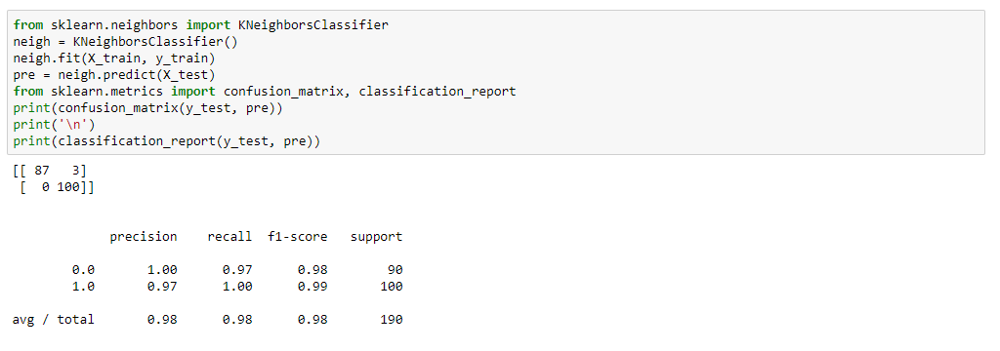 from sklearn.neighbors import KNeighborsClassifier
neigh = KNeighborsClassifier()
neigh.fit(X_train, y_train)
pre = neigh.predict(X_test)
from sklearn.metrics import confusion_matrix, classification_report
print(confusion_matrix(y_test, pre))
print('\n')
print(classification_report(y_test, pre))
[[ 87   3]
 [  0 100]]
             precision    recall  f1-score   support
        0.0       1.00      0.97      0.98        90
        1.0       0.97      1.00      0.99       100
avg / total       0.98      0.98      0.98       190